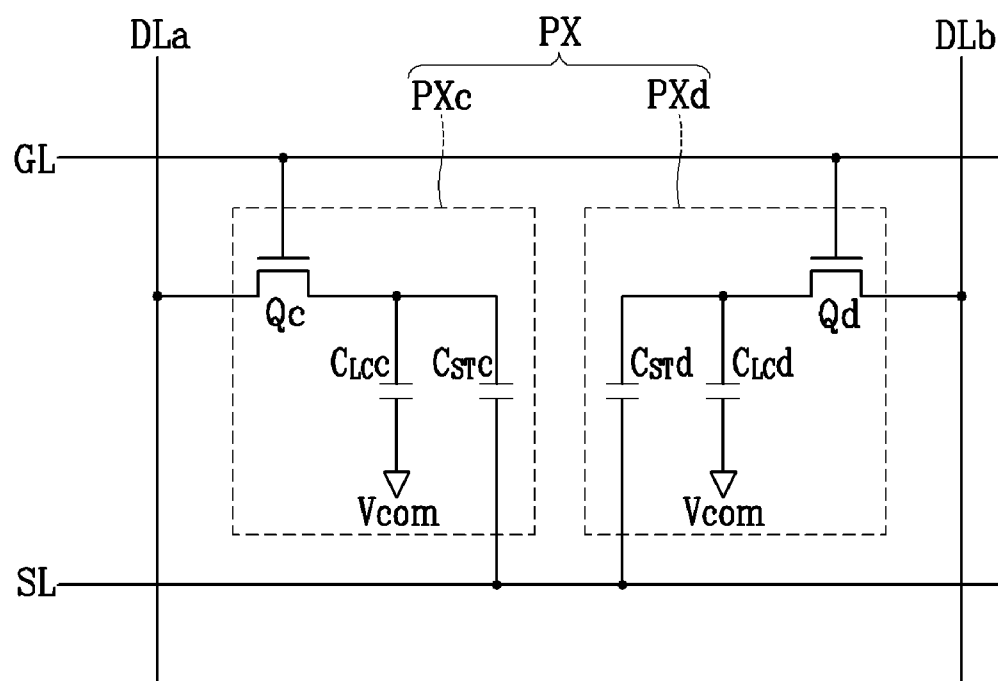 DLa PX DLb
PXc PXd
GL
Qc Qd
CLCc CSTc CSTd CLCd
Vcom Vcom
SL